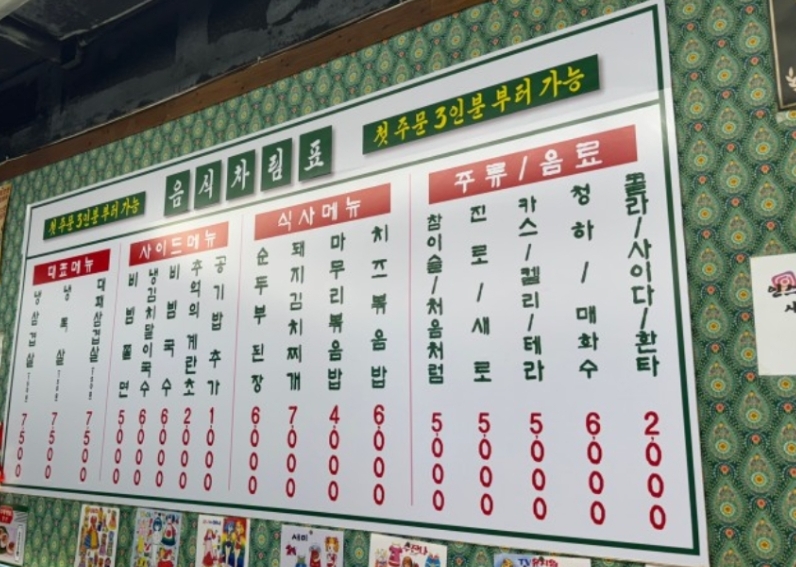 음식차림표
첫주문3인분부터 가능
첫주문3인분부터 가능
대표메뉴
냉삼겹살
7500
냉목살
7500
대패삼겹살
7500
사이드메뉴
비빔쫄면
5000
냉김치말이국수
6000
비빔국수
6000
추억의 계란초
2000
공기밥 추가
1000
식사메뉴
순두부 된장
6000
돼지김치찌개
7000
마무리볶음밥
4000
치즈볶음밥
6000
주류/음료
참이슬/처음처럼
5000
진로/새로
5000
카스/켈리/테라
5000
청하/매화수
6000
콜라/사이다/환타
2000